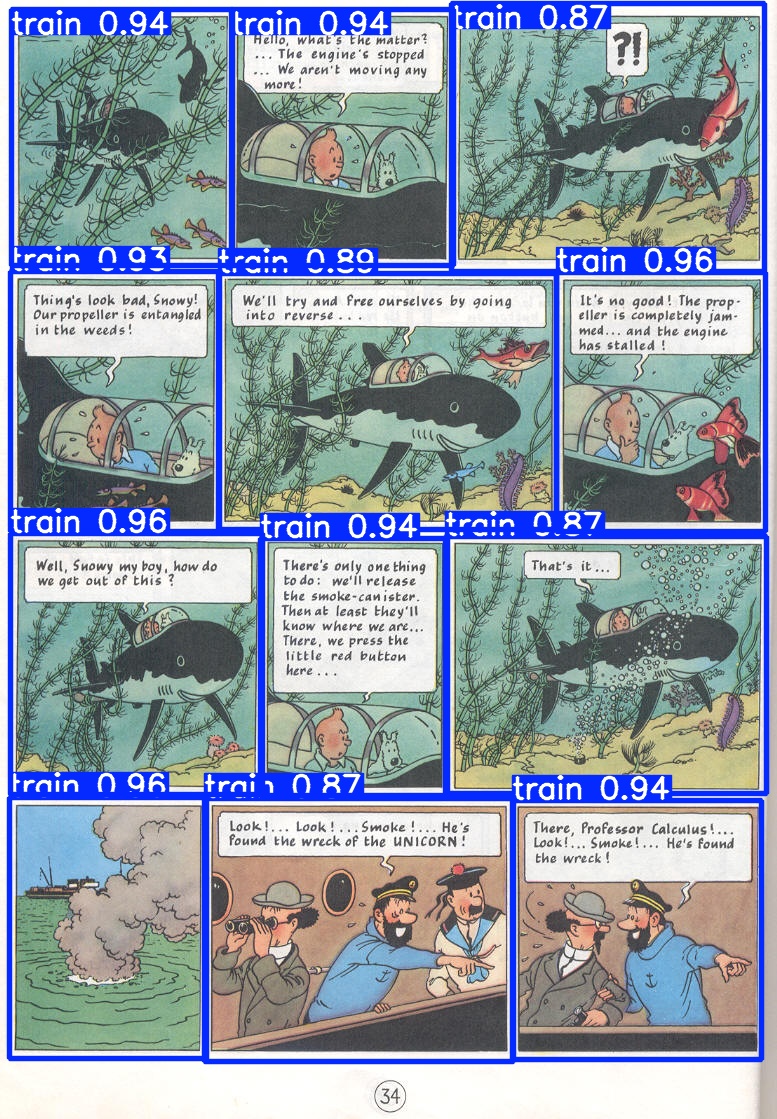 train 0.94
train 0.94
Hello, what's the matter?
... The engine's stopped
... We aren't moving any
more!
train 0.87
?!
train 0.93
Thing's look bad, Snowy!
Our propeller is entangled
in the weeds!
train 0.89
We'll try and free ourselves by going
into reverse...
train 0.96
It's no good! The prop-
eller is completely jam-
med... and the engine
has stalled!
train 0.96
Well, Snowy my boy, how do
we get out of this?
train 0.94
There's only one thing
to do: we'll release
the smoke-canister.
Then at least they'll
know where we are...
There, we press the
little red button
here...
train 0.87
That's it...
train 0.96
train 0.87
Look!... Look!... Smoke!... He's
found the wreck of the UNICORN!
train 0.94
There, Professor Calculus!...
Look!... Smoke!... He's found
the wreck!
34